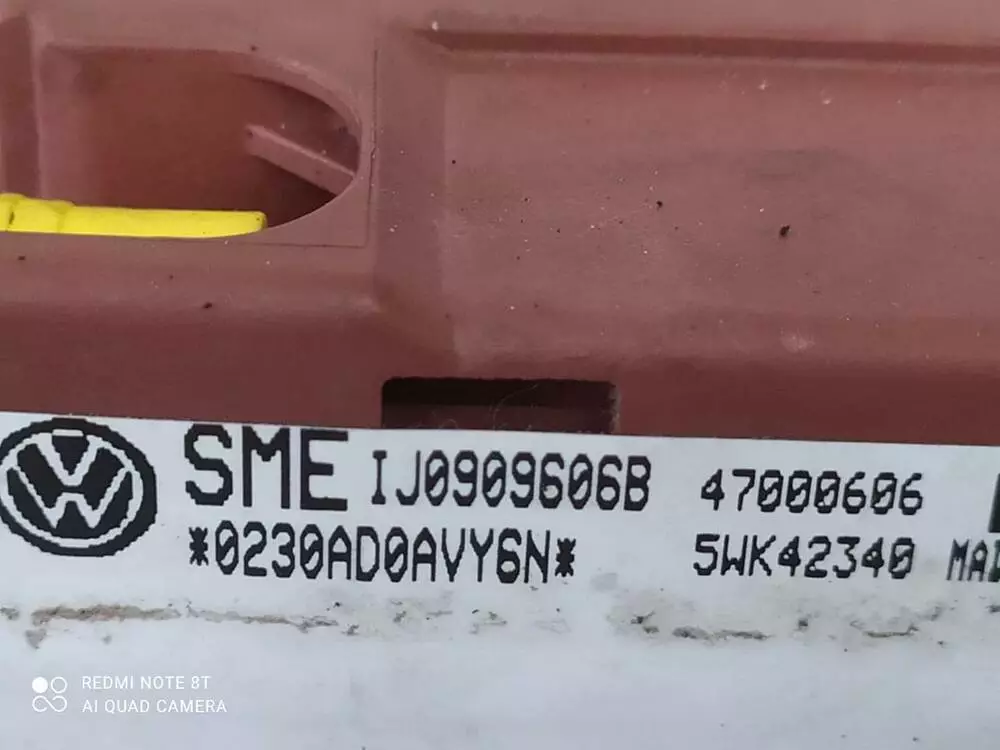 SME IJ0909606B 47000606
*0230AD0AVY6N* 5WK42340
REDMI NOTE 8T
AI QUAD CAMERA